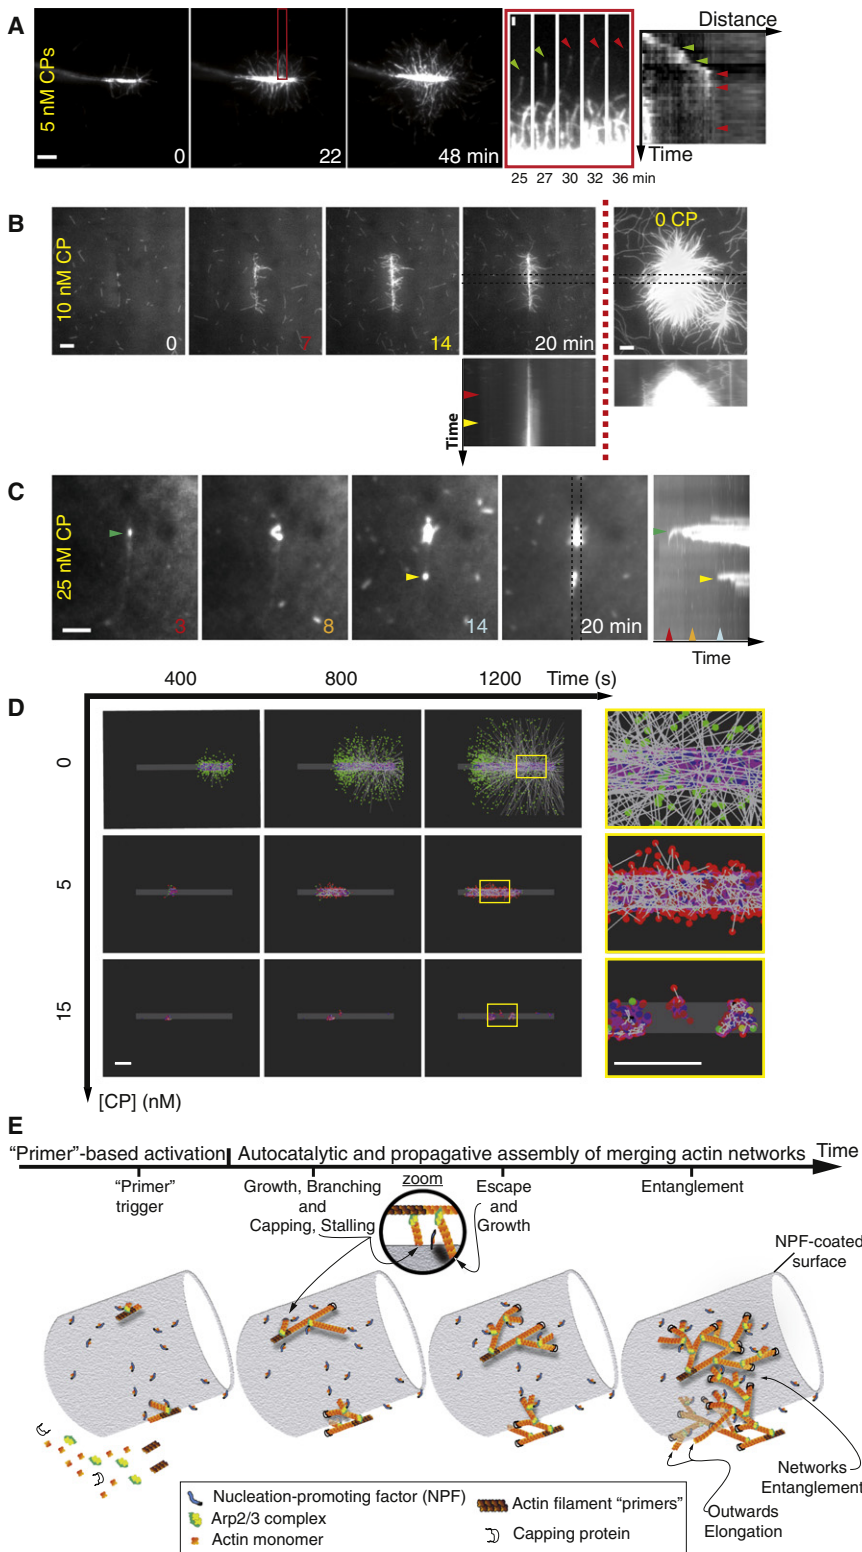 A
5 nM CPs
0
22
48 min
25 27 30 32 36 min
Distance
Time
B
10 nM CP
0
7
14
20 min
0 CP
Time
C
25 nM CP
3
8
14
20 min
Time
D
400 800 1200 Time (s)
0
5
15
[CP] (nM)
E
"Primer"-based activation
Autocatalytic and propagative assembly of merging actin networks
Time
"Primer"
trigger
Growth, Branching
and
Capping, Stalling
zoom
Escape
and
Growth
Entanglement
NPF-coated
surface
Networks
Entanglement
Outwards
Elongation
Nucleation-promoting factor (NPF)
Arp2/3 complex
Actin monomer
Actin filament "primers"
Capping protein